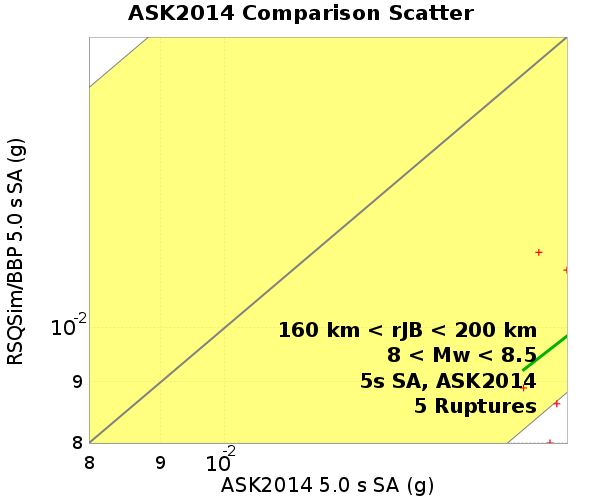 ASK2014 Comparison Scatter
RSQSim/BBP 5.0 s SA (g)
10^-2
9
8
160 km < rJB < 200 km
8 < Mw < 8.5
5s SA, ASK2014
5 Ruptures
8 9 10^-2
ASK2014 5.0 s SA (g)